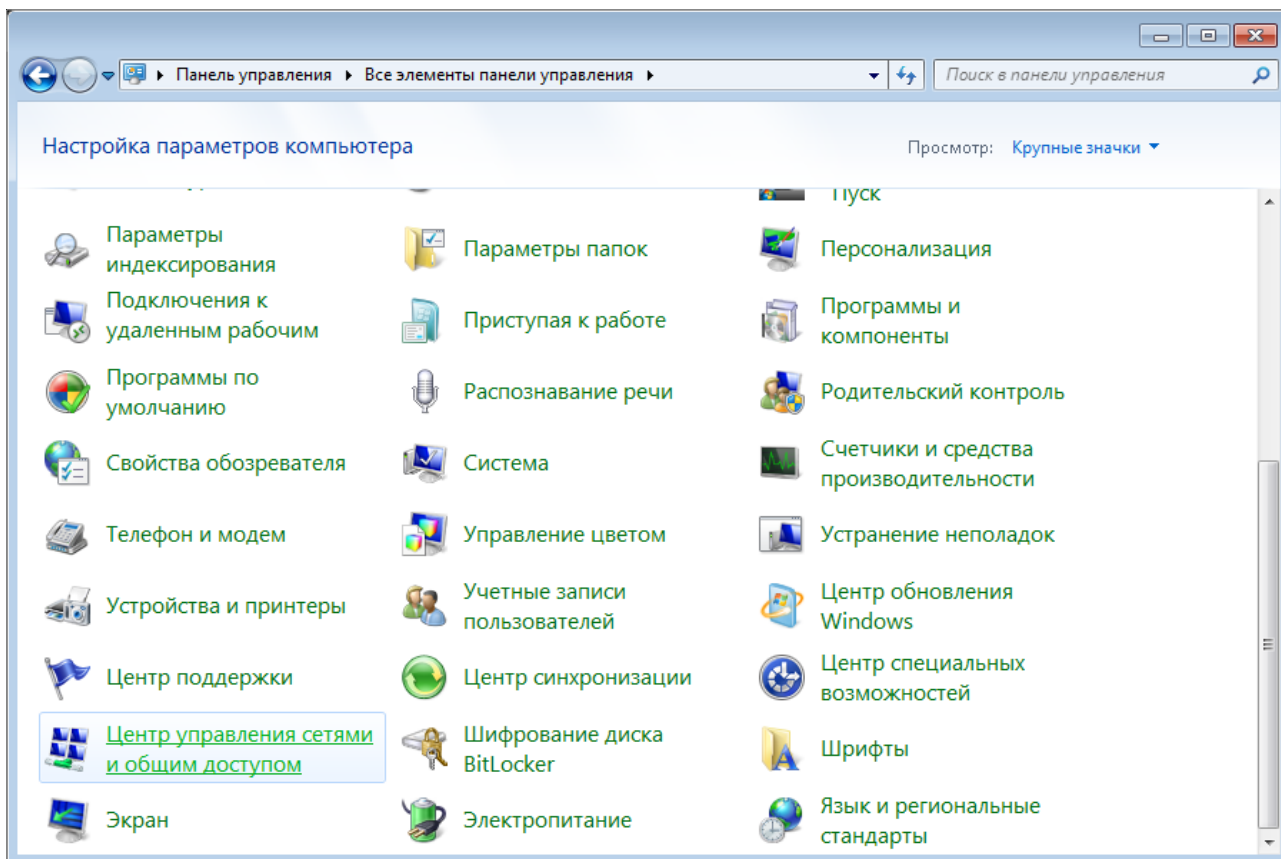 Панель управления
Все элементы панели управления
Поиск в панели управления
Настройка параметров компьютера
Просмотр: Крупные значки
Пуск
Параметры
индексирования
Параметры папок
Персонализация
Подключения к
удаленным рабочим
Приступая к работе
Программы и
компоненты
Программы по
умолчанию
Распознавание речи
Родительский контроль
Свойства обозревателя
Система
Счетчики и средства
производительности
Телефон и модем
Управление цветом
Устранение неполадок
Устройства и принтеры
Учетные записи
пользователей
Центр обновления
Windows
Центр поддержки
Центр синхронизации
Центр специальных
возможностей
Центр управления сетями
и общим доступом
Шифрование диска
BitLocker
Шрифты
Экран
Электропитание
Язык и региональные
стандарты